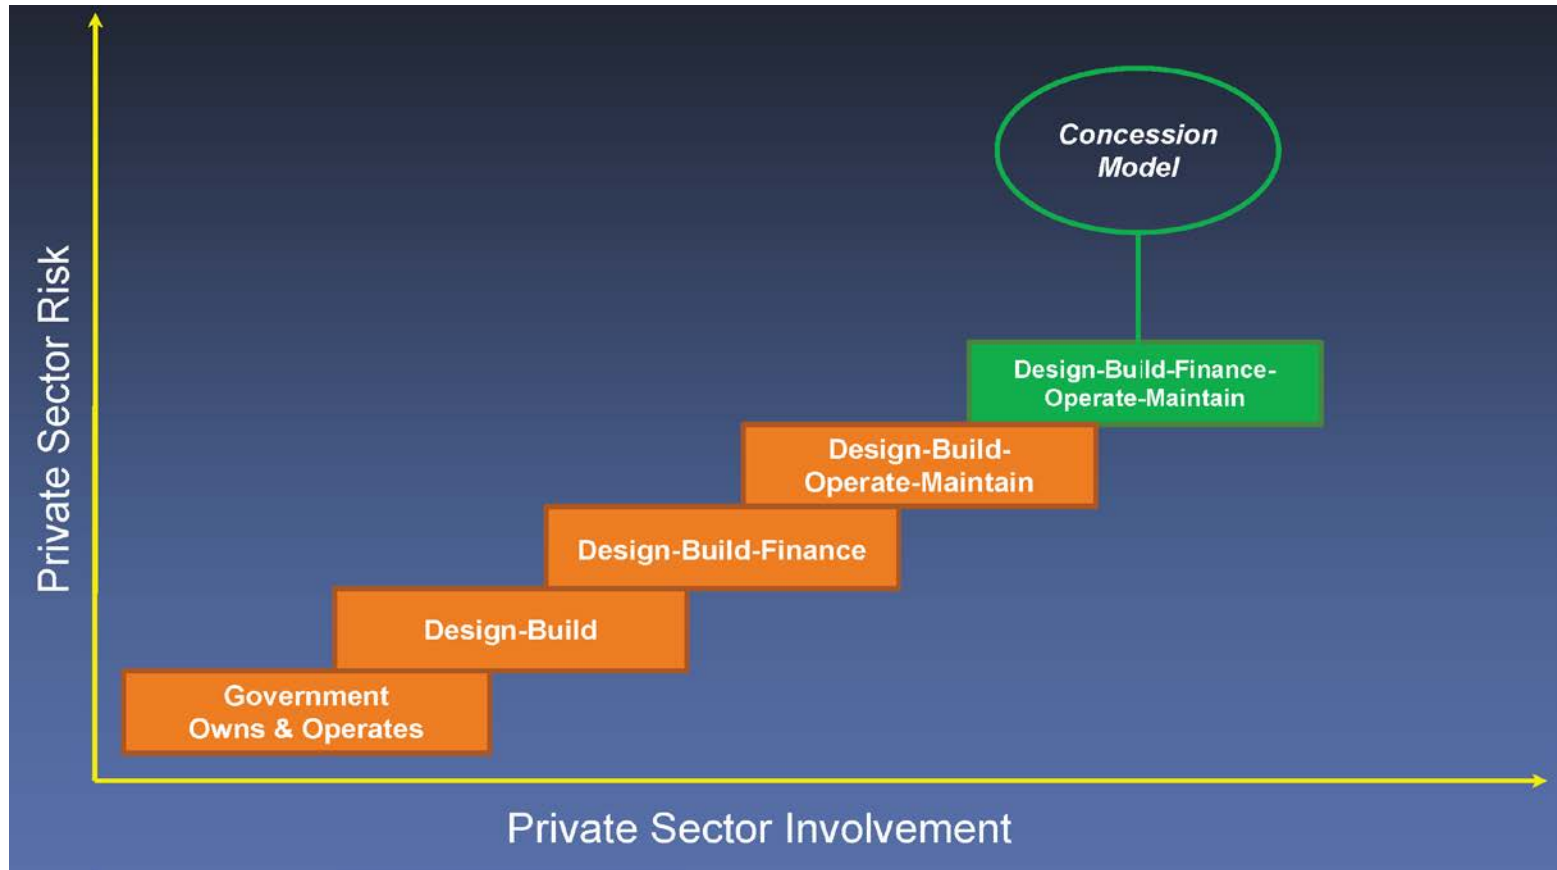 Concession
Model
Private Sector Risk
Design-Build-Finance-
Operate-Maintain
Design-Build-
Operate-Maintain
Design-Build-Finance
Design-Build
Government
Owns & Operates
Private Sector Involvement